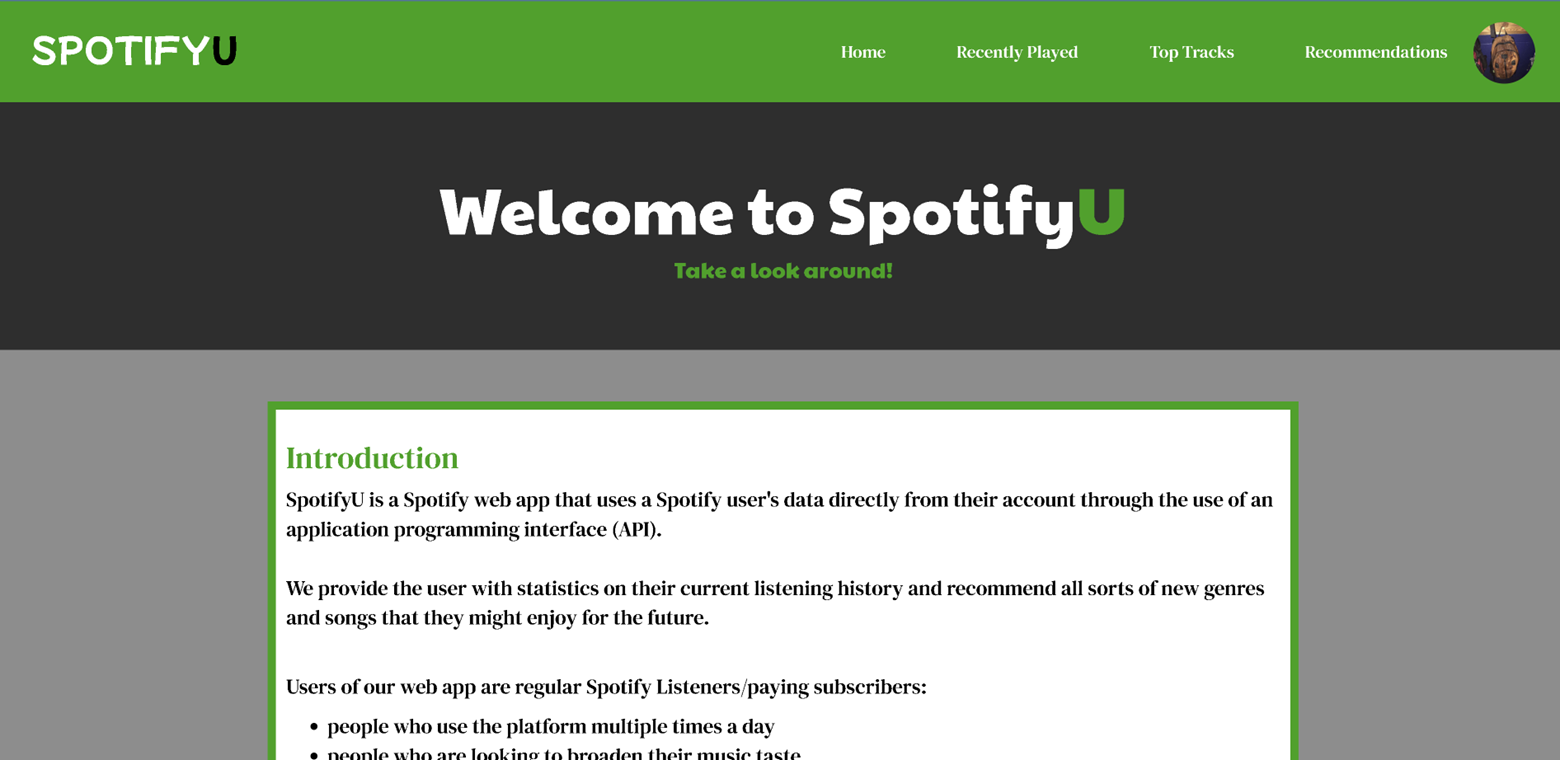 SPOTIFYU
Home
Recently Played
Top Tracks
Recommendations
Welcome to SpotifyU
Take a look around!
Introduction
SpotifyU is a Spotify web app that uses a Spotify user's data directly from their account through the use of an
application programming interface (API).
We provide the user with statistics on their current listening history and recommend all sorts of new genres
and songs that they might enjoy for the future.
Users of our web app are regular Spotify Listeners/paying subscribers:
• people who use the platform multiple times a day
• people who are looking to broaden their music taste